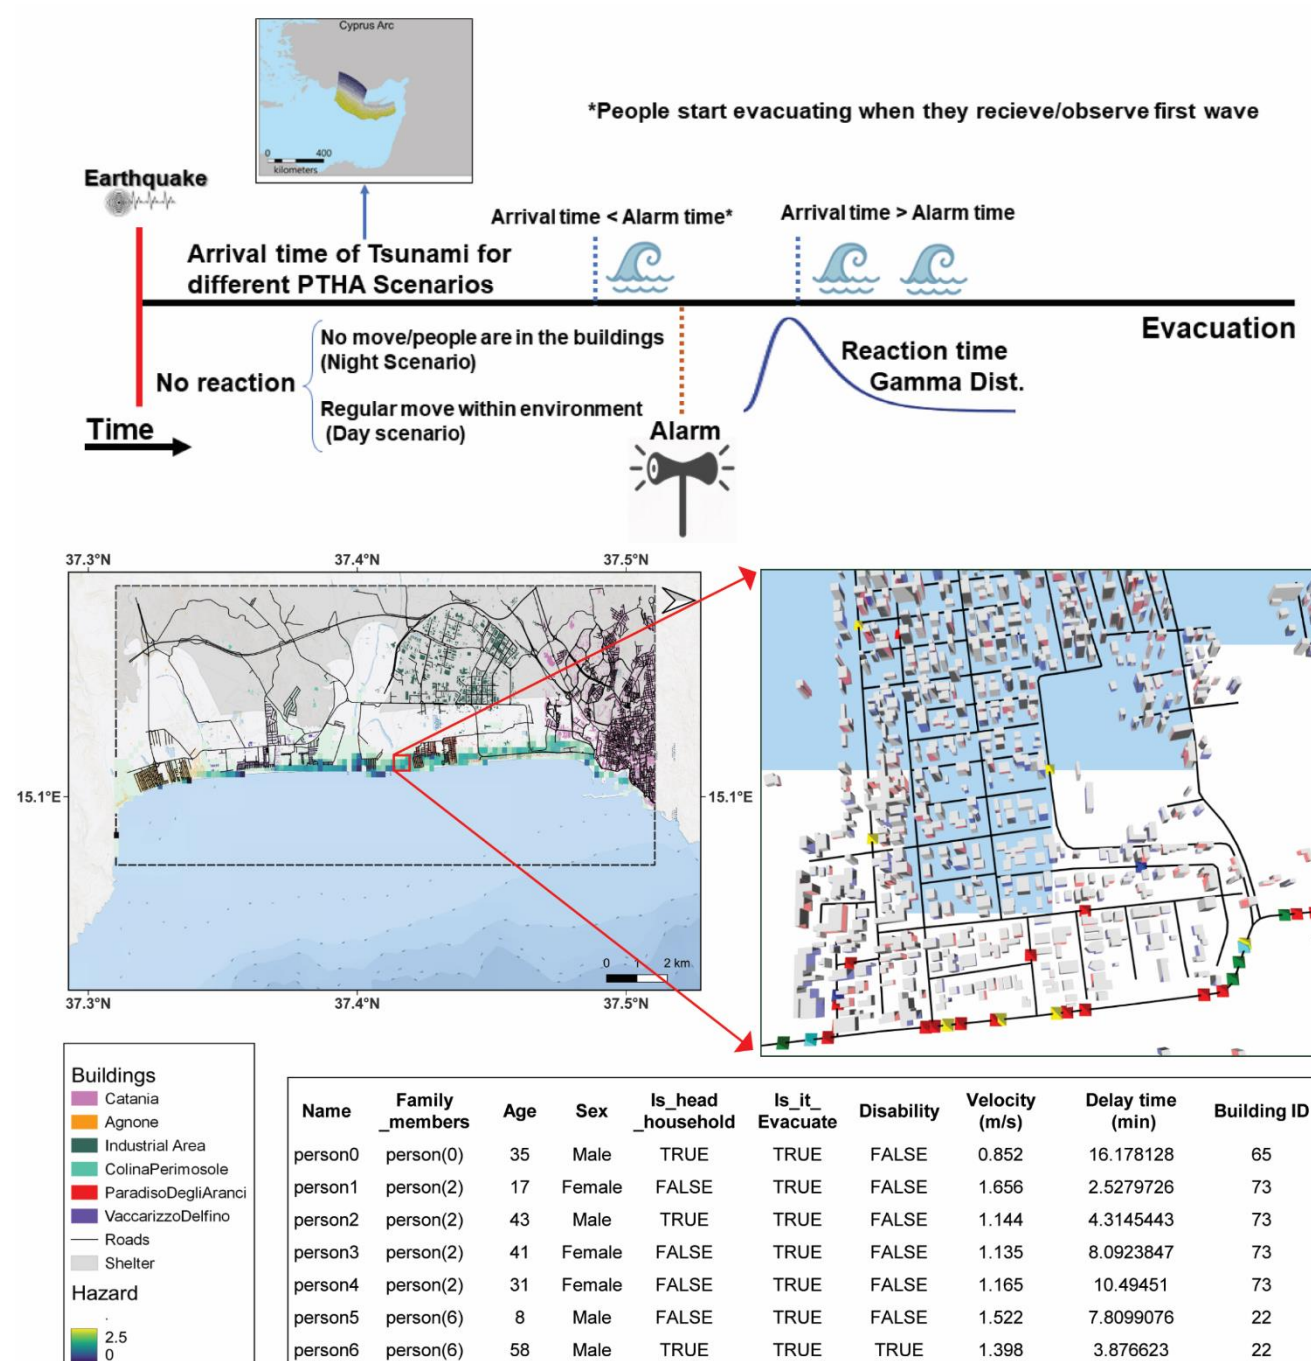 Cyprus Arc
0 400
kilometers
*People start evacuating when they recieve/observe first wave
Earthquake
Arrival time < Alarm time*
Arrival time > Alarm time
Arrival time of Tsunami for
different PTHA Scenarios
Evacuation
No reaction
No move/people are in the buildings
(Night Scenario)
Regular move within environment
(Day scenario)
Reaction time
Gamma Dist.
Time
Alarm
37.3°N 37.4°N 37.5°N
15.1°E 15.1°E
0 1 2 km
37.3°N 37.4°N 37.5°N
Buildings
Catania
Agnone
Industrial Area
ColinaPerimosole
ParadisoDegliAranci
VaccarizzoDelfino
Roads
Shelter
Hazard
2.5
0
Name Family_members Age Sex Is_head_household Is_it_Evacuate Disability Velocity (m/s) Delay time (min) Building ID
person0 person(0) 35 Male TRUE TRUE FALSE 0.852 16.178128 65
person1 person(2) 17 Female FALSE TRUE FALSE 1.656 2.5279726 73
person2 person(2) 43 Male TRUE TRUE FALSE 1.144 4.3145443 73
person3 person(2) 41 Female FALSE TRUE FALSE 1.135 8.0923847 73
person4 person(2) 31 Female FALSE TRUE FALSE 1.165 10.49451 73
person5 person(6) 8 Male FALSE TRUE FALSE 1.522 7.8099076 22
person6 person(6) 58 Male TRUE TRUE TRUE 1.398 3.876623 22